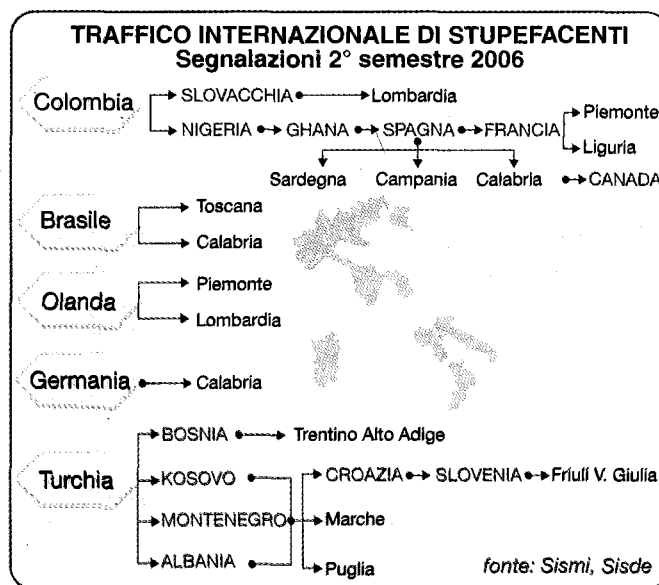 TRAFFICO INTERNAZIONALE DI STUPEFACENTI
Segnalazioni 2° semestre 2006
Colombia
SLOVACCHIA Lombardia
NIGERIA GHANA SPAGNA FRANCIA
Piemonte
Liguria
Sardegna Campania Calabria CANADA
Brasile
Toscana
Calabria
Olanda
Piemonte
Lombardia
Germania Calabria
Turchia
BOSNIA Trentino Alto Adige
KOSOVO
MONTENEGRO
ALBANIA
CROAZIA SLOVENIA Friuli V. Giulia
Marche
Puglia
fonte: Sismi, Sisde